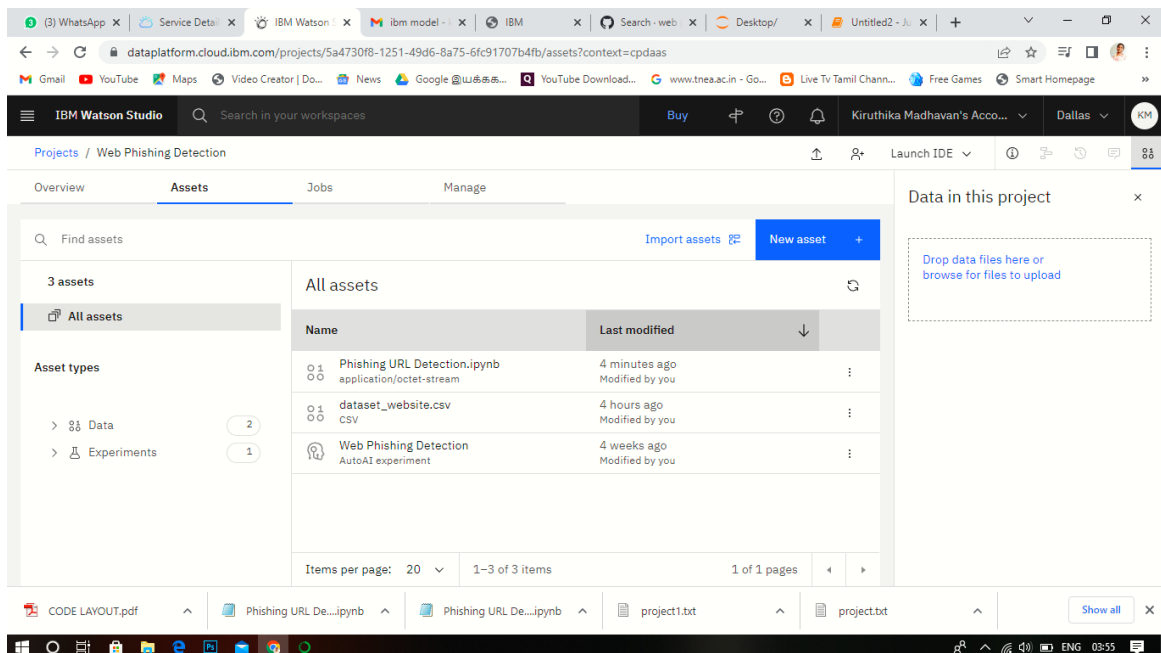 (3) WhatsApp
Service Detail
IBM Watson S
ibm model - i
IBM
Search · web
Desktop/
Untitled2 - Ju
dataplatform.cloud.ibm.com/projects/5a4730f8-1251-49d6-8a75-6fc91707b4fb/assets?context=cpdaas
Gmail YouTube Maps Video Creator | Do... News Google இயக்கக... YouTube Download... www.tnea.ac.in - Go... Live Tv Tamil Chann... Free Games Smart Homepage »
IBM Watson Studio Search in your workspaces Buy Kiruthika Madhavan's Acco... Dallas KM
Projects / Web Phishing Detection Launch IDE
Overview Assets Jobs Manage
Data in this project
Find assets Import assets New asset +
Drop data files here or
browse for files to upload
3 assets
All assets
All assets
Name Last modified
Asset types
Data 2
Experiments 1
Phishing URL Detection.ipynb 4 minutes ago
application/octet-stream Modified by you
dataset_website.csv 4 hours ago
CSV Modified by you
Web Phishing Detection 4 weeks ago
AutoAI experiment Modified by you
Items per page: 20 1–3 of 3 items 1 of 1 pages
CODE LAYOUT.pdf Phishing URL De....ipynb Phishing URL De....ipynb project1.txt project.txt Show all
ENG 03:55